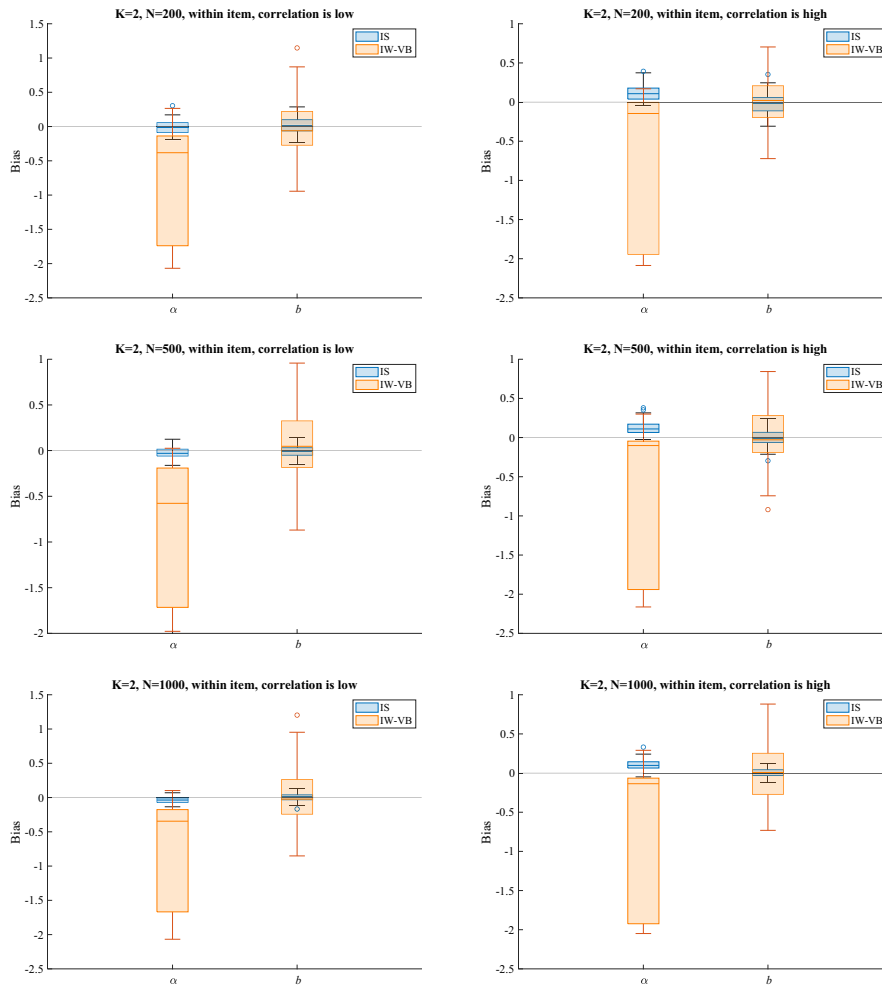 K=2, N=200, within item, correlation is low
1.5
1
0.5
0
-0.5
-1
-1.5
-2
-2.5
Bias
α
b
IS
IW-VB
K=2, N=200, within item, correlation is high
1
0.5
0
-0.5
-1
-1.5
-2
-2.5
Bias
α
b
IS
IW-VB
K=2, N=500, within item, correlation is low
1
0.5
0
-0.5
-1
-1.5
-2
Bias
α
b
IS
IW-VB
K=2, N=500, within item, correlation is high
1
0.5
0
-0.5
-1
-1.5
-2
-2.5
Bias
α
b
IS
IW-VB
K=2, N=1000, within item, correlation is low
1.5
1
0.5
0
-0.5
-1
-1.5
-2
-2.5
Bias
α
b
IS
IW-VB
K=2, N=1000, within item, correlation is high
1
0.5
0
-0.5
-1
-1.5
-2
-2.5
Bias
α
b
IS
IW-VB